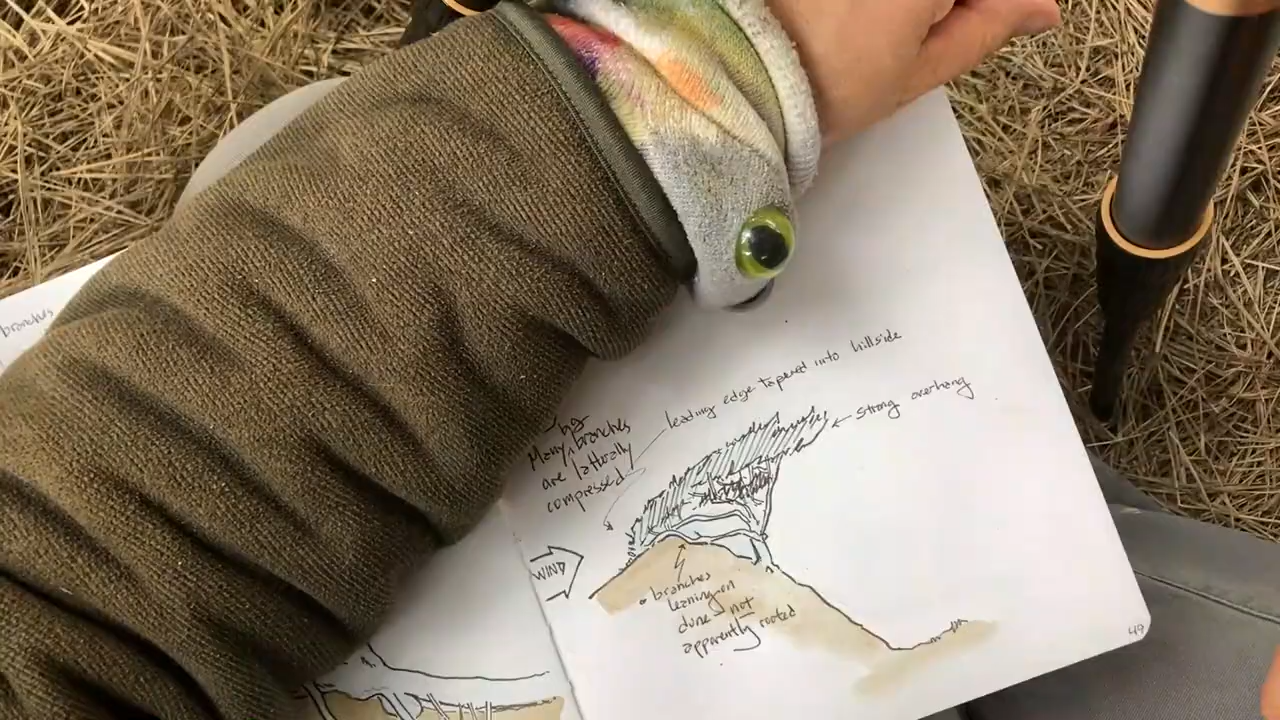 branches
leading edge tapered into hillside
strong overhang
big
Many branches
are latterally
compressed
WIND
• branches
leaning on
dune - not
apparently rooted
49